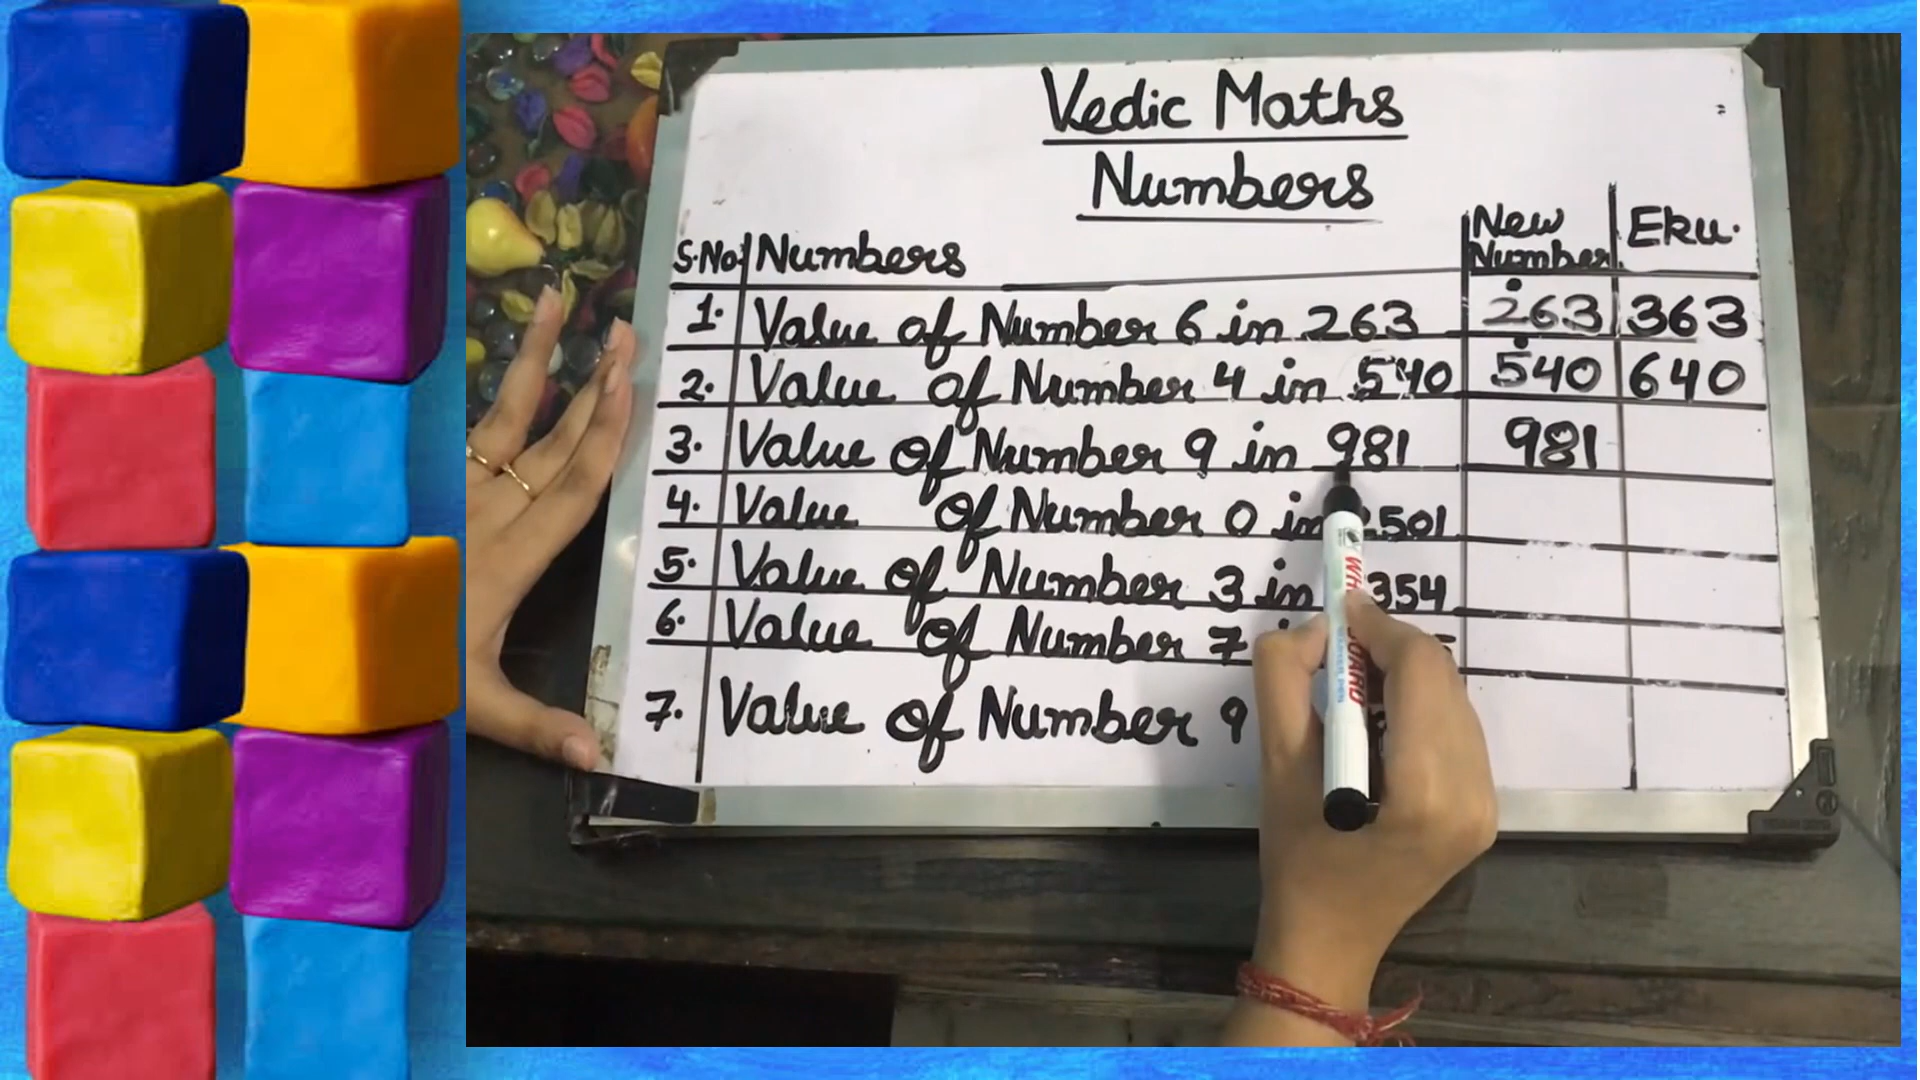 Vedic Maths
Numbers
S.No. Numbers New Number Eku.
1. Value of Number 6 in 263 263 363
2. Value of Number 4 in 540 540 640
3. Value of Number 9 in 981 981
4. Value of Number 0 in 501
5. Value of Number 3 in 354
6. Value of Number 7
7. Value of Number 9